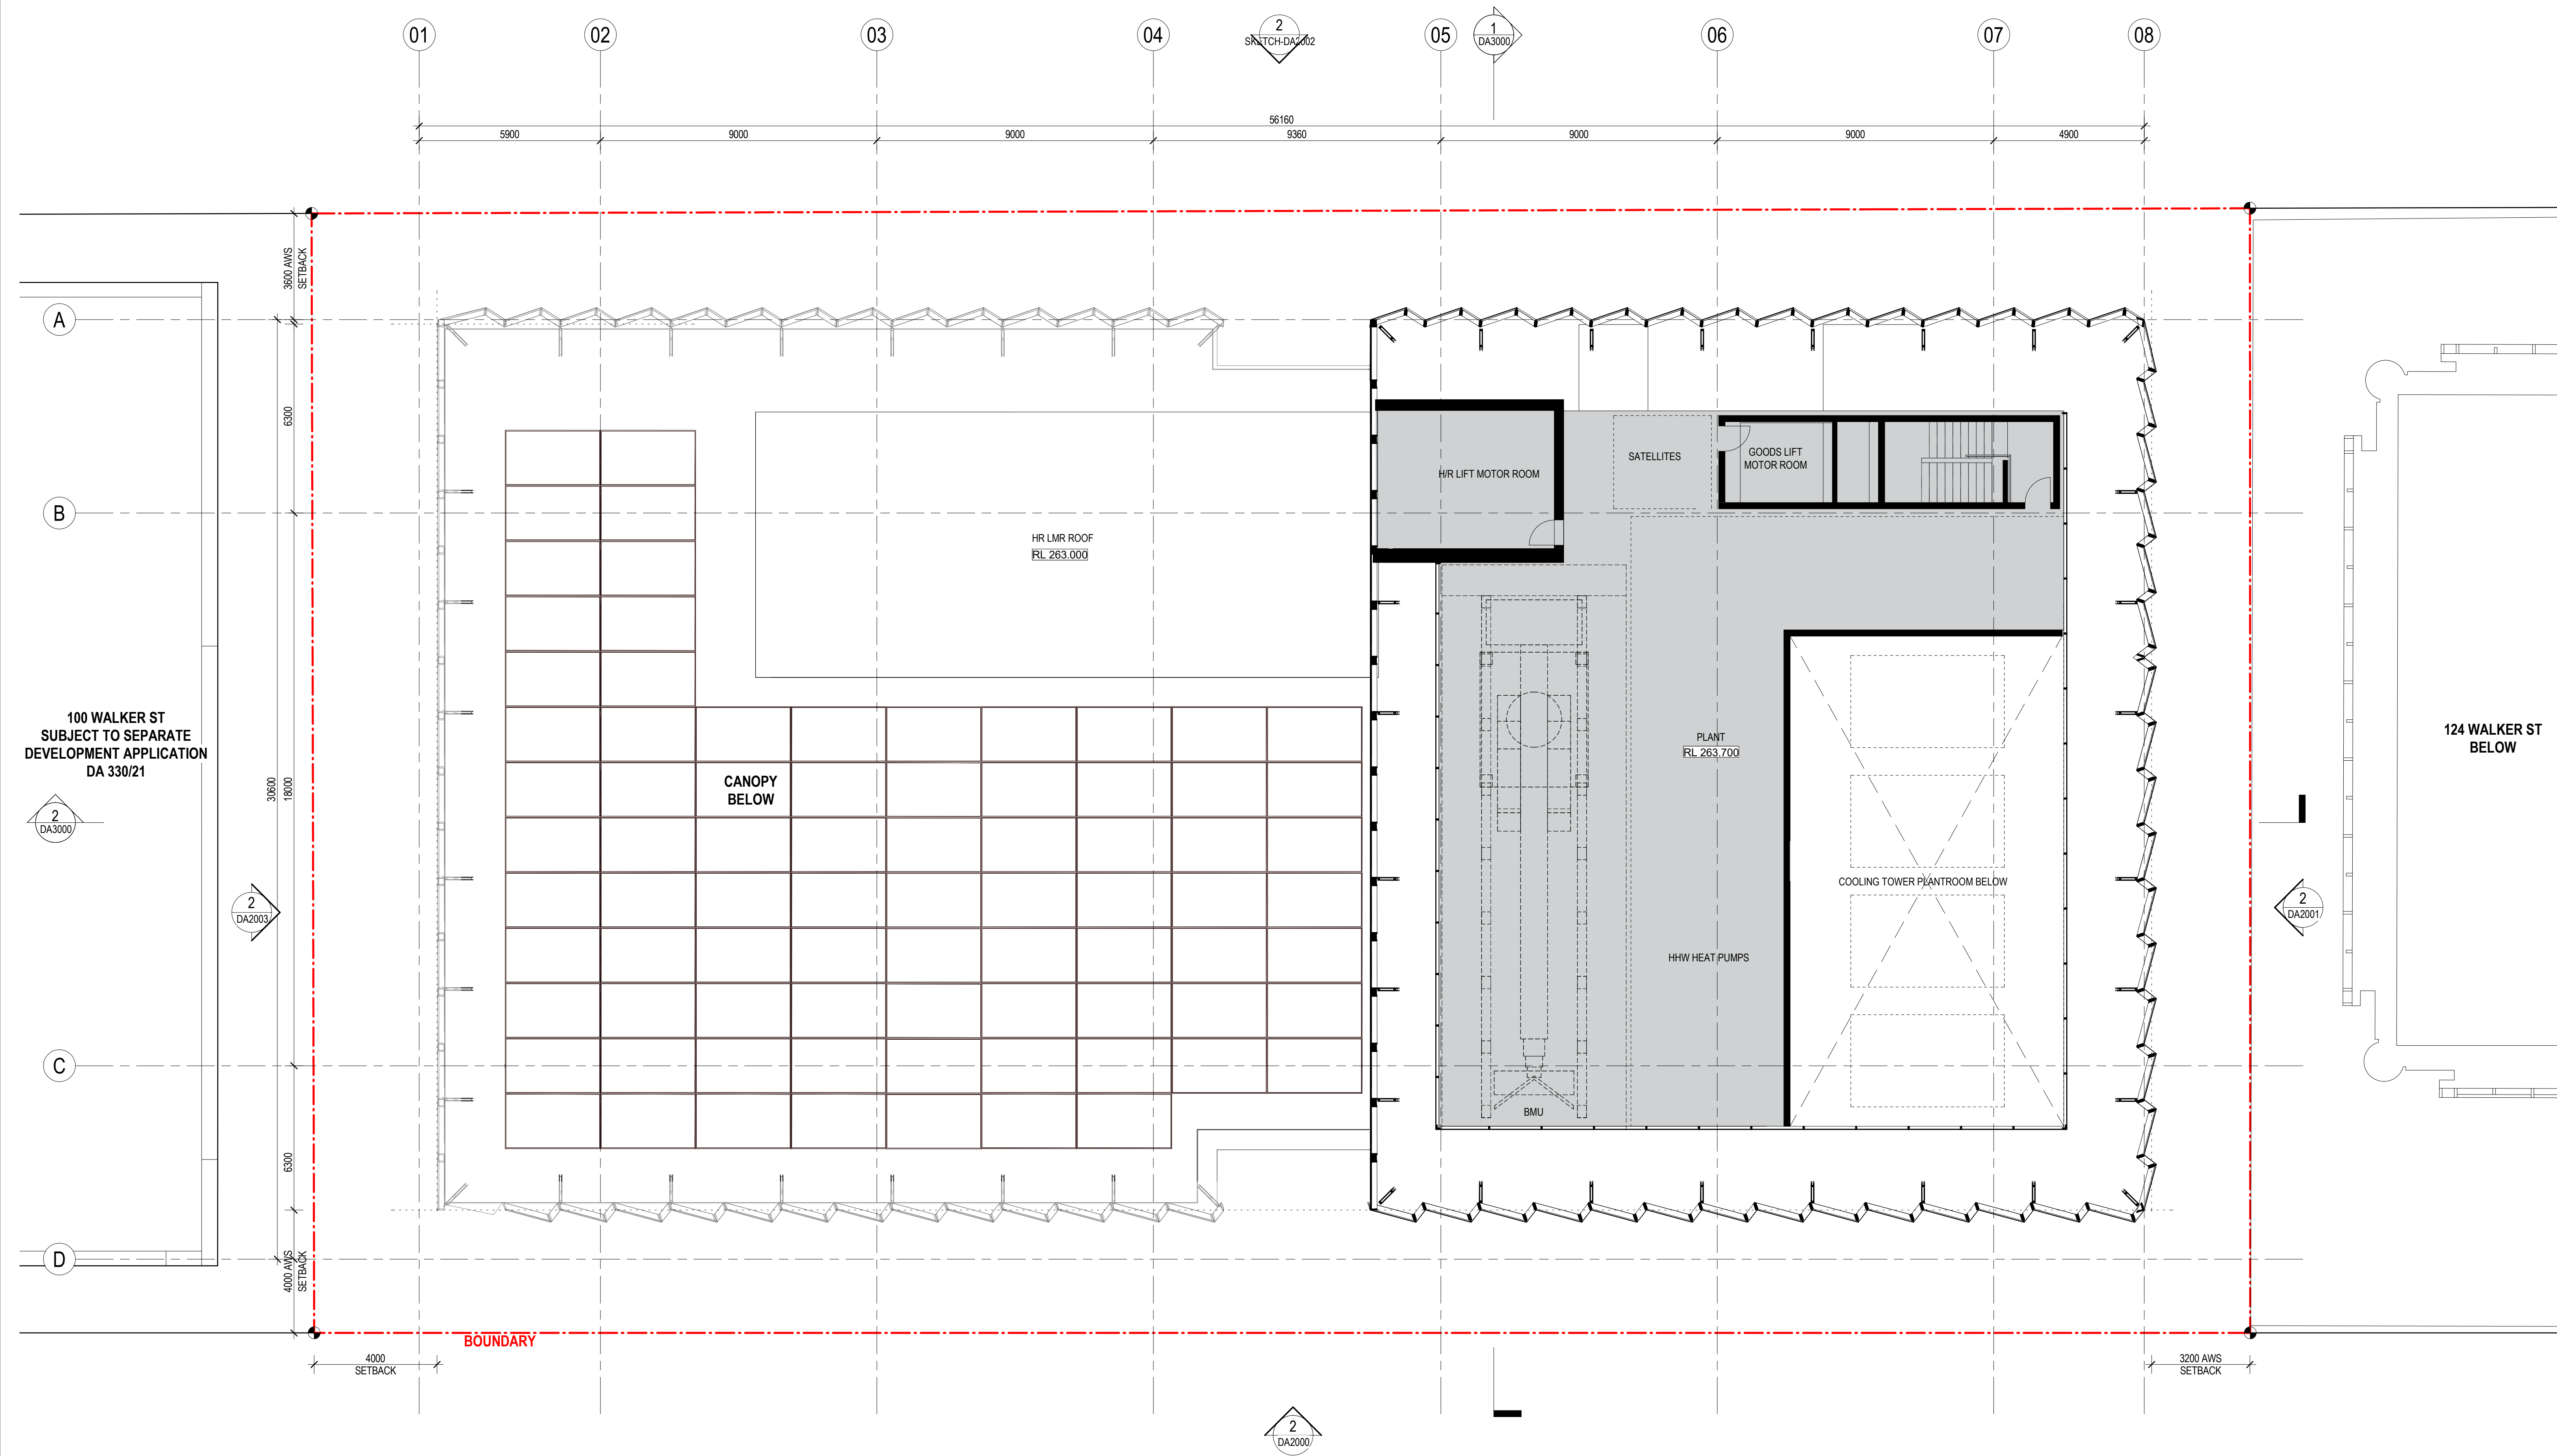 01
02
03
04
2
SKETCH-DA2002
05
1
DA3000
06
07
08
56160
5900
9000
9000
9360
9000
9000
4900
3600 AWS
SETBACK
A
6300
B
H/R LIFT MOTOR ROOM
SATELLITES
GOODS LIFT
MOTOR ROOM
HR LMR ROOF
RL 263.000
100 WALKER ST
SUBJECT TO SEPARATE
DEVELOPMENT APPLICATION
DA 330/21
2
DA3000
30600
18000
CANOPY
BELOW
PLANT
RL 263.700
124 WALKER ST
BELOW
COOLING TOWER PLANTROOM BELOW
2
DA2003
2
DA2001
HHW HEAT PUMPS
C
BMU
6300
D
4000 AWS
SETBACK
BOUNDARY
4000
SETBACK
3200 AWS
SETBACK
2
DA2000